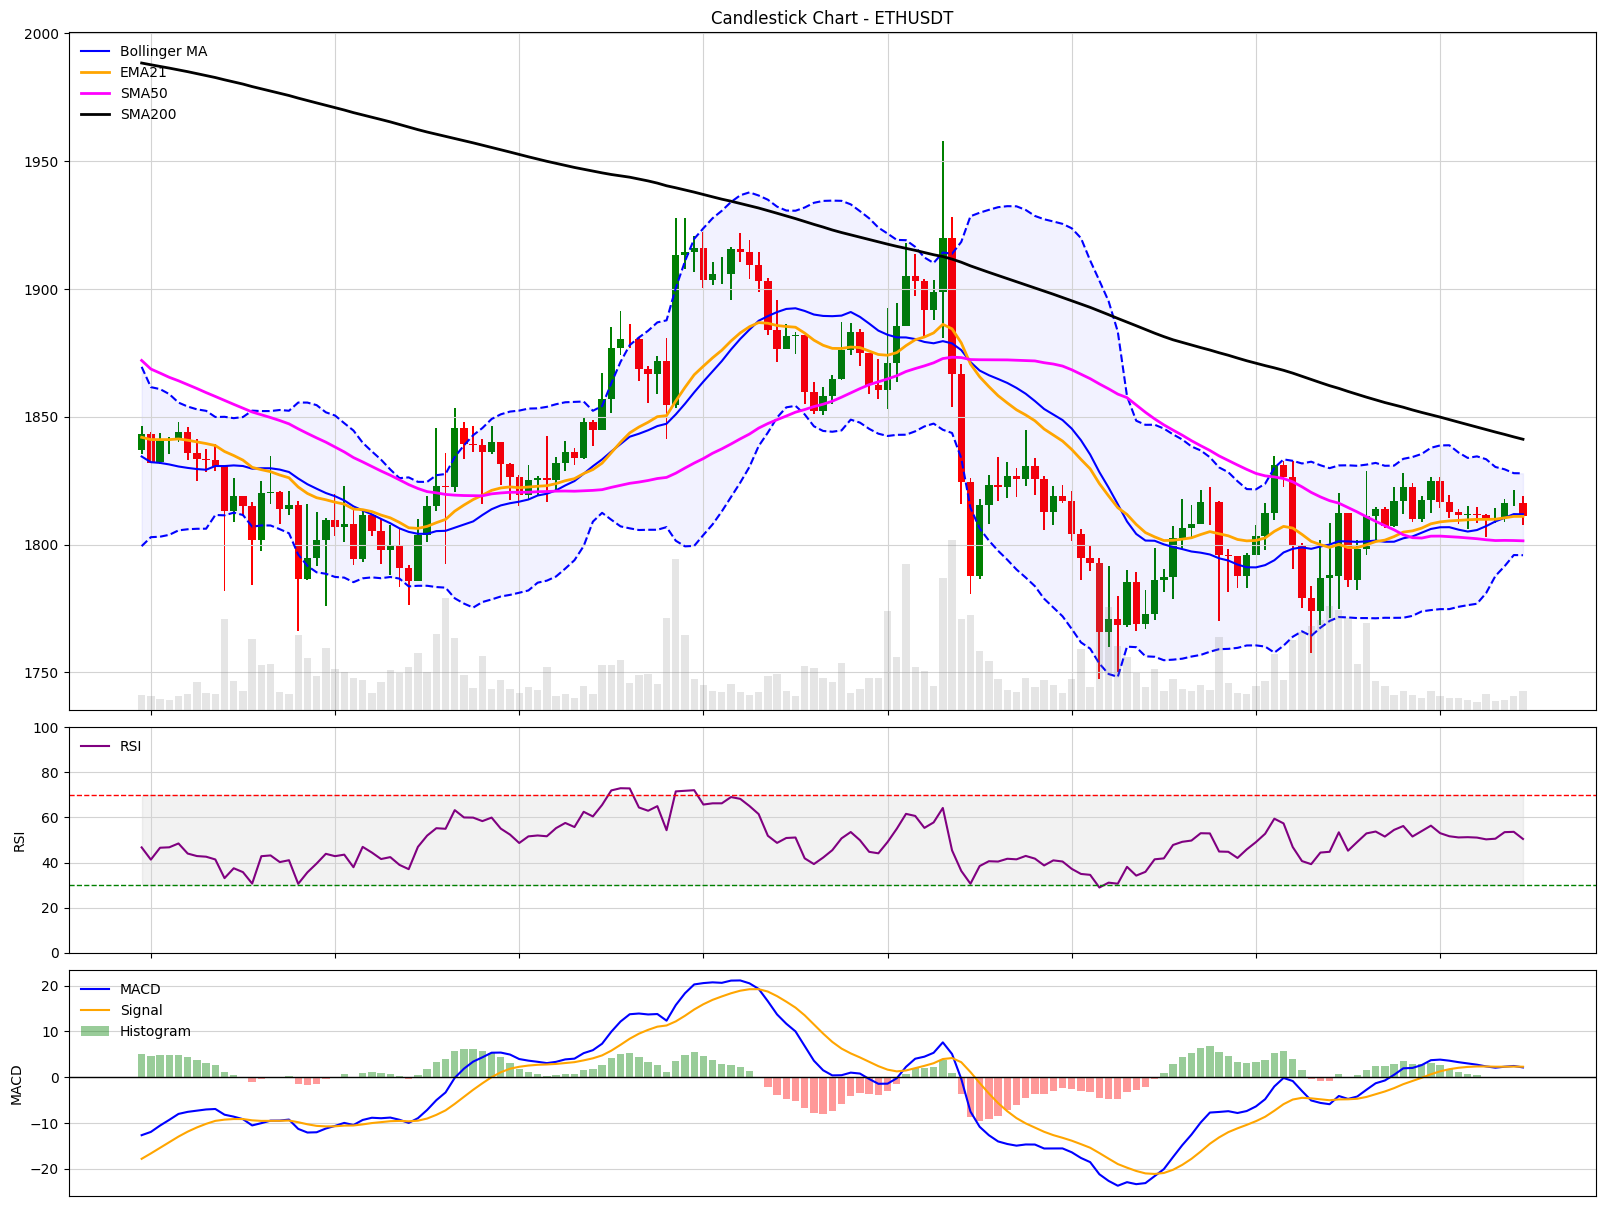 Candlestick Chart - ETHUSDT
2000
Bollinger MA
EMA21
SMA50
SMA200
1950
1900
1850
1800
1750
100
RSI
80
60
RSI
40
20
0
20
MACD
Signal
10
Histogram
MACD
0
−10
−20